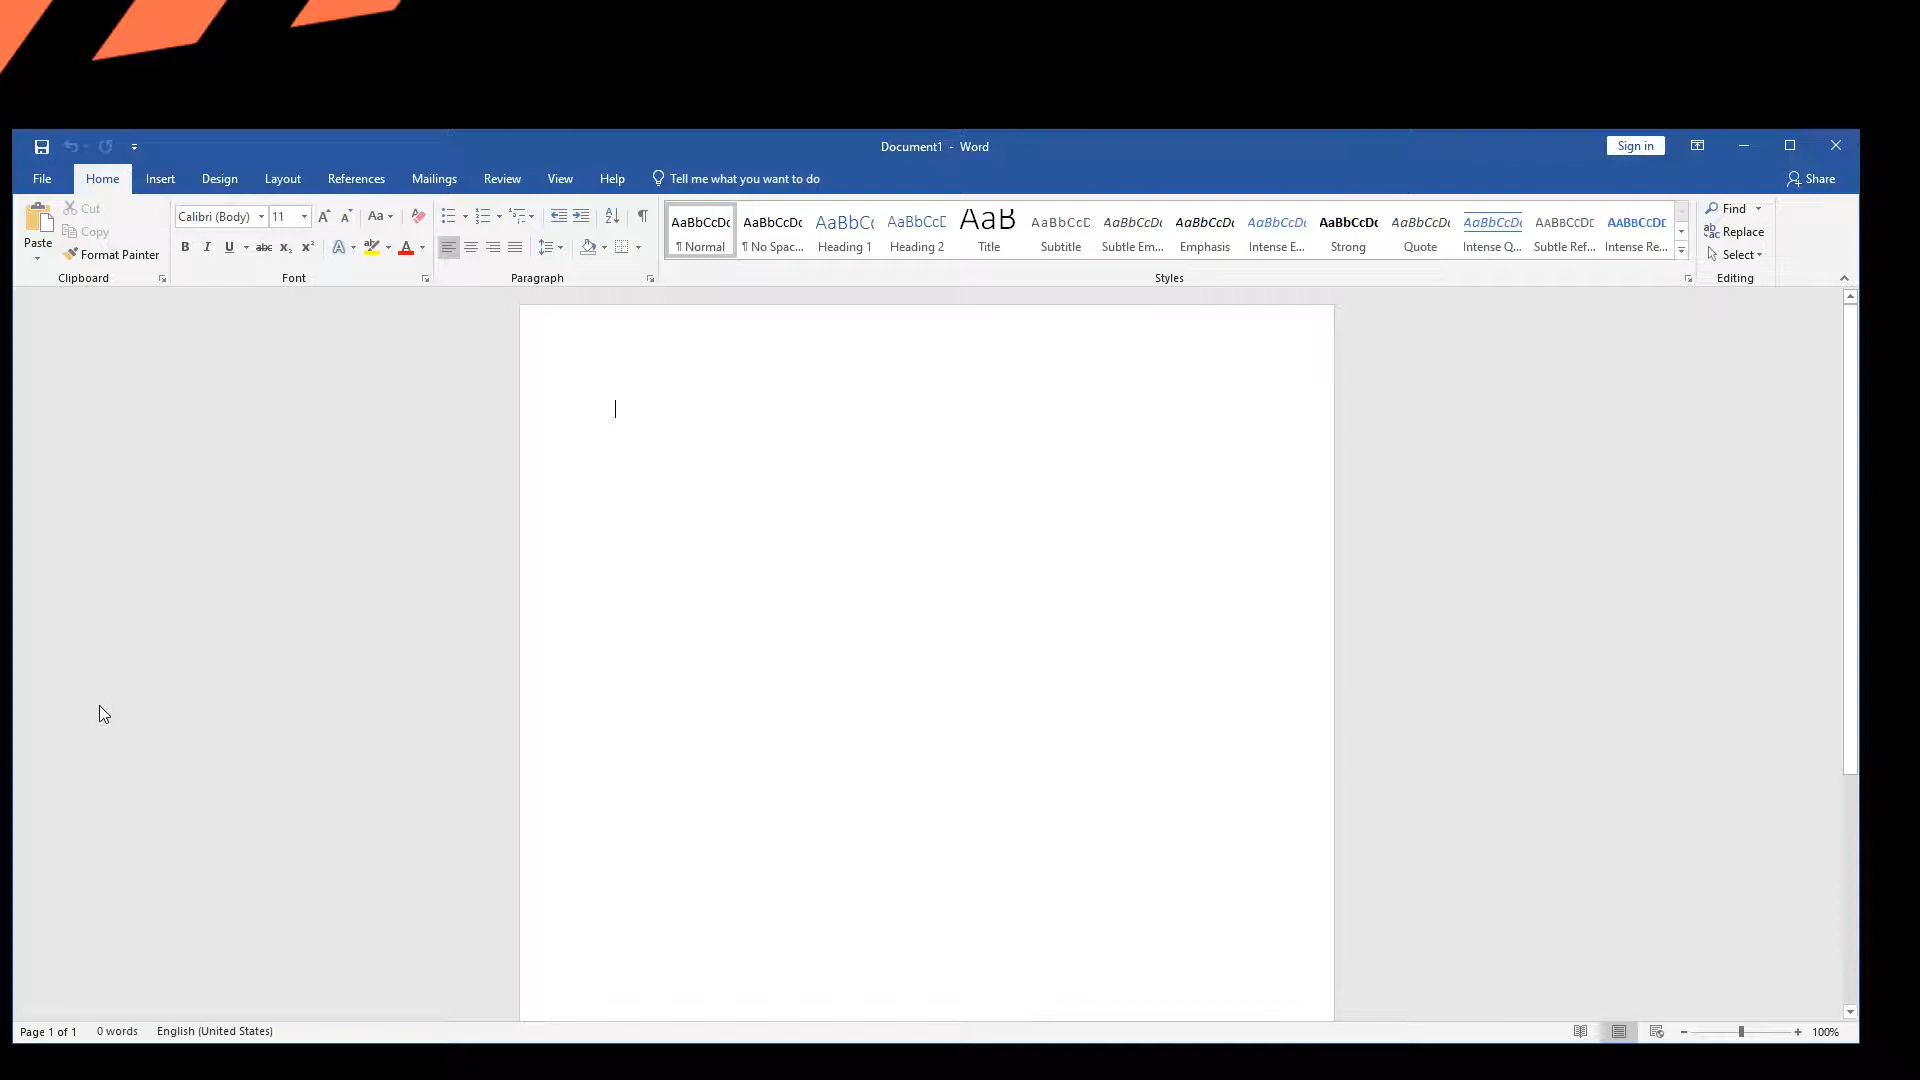 Document1 - Word
Sign in
File Home Insert Design Layout References Mailings Review View Help Tell me what you want to do Share
Paste
Cut
Copy
Format Painter
Clipboard
Calibri (Body) 11
Font
Paragraph
AaBbCcDc AaBbCcDc AaBbCc AaBbCcD AaB AaBbCcD AaBbCcDc AaBbCcDc AaBbCcDc AaBbCcDc AaBbCcDc AaBbCcDc AABBCCDD AABBCCDD
¶ Normal ¶ No Spac... Heading 1 Heading 2 Title Subtitle Subtle Em... Emphasis Intense E... Strong Quote Intense Q... Subtle Ref... Intense Re...
Styles
Find
Replace
Select
Editing
Page 1 of 1 0 words English (United States) 100%